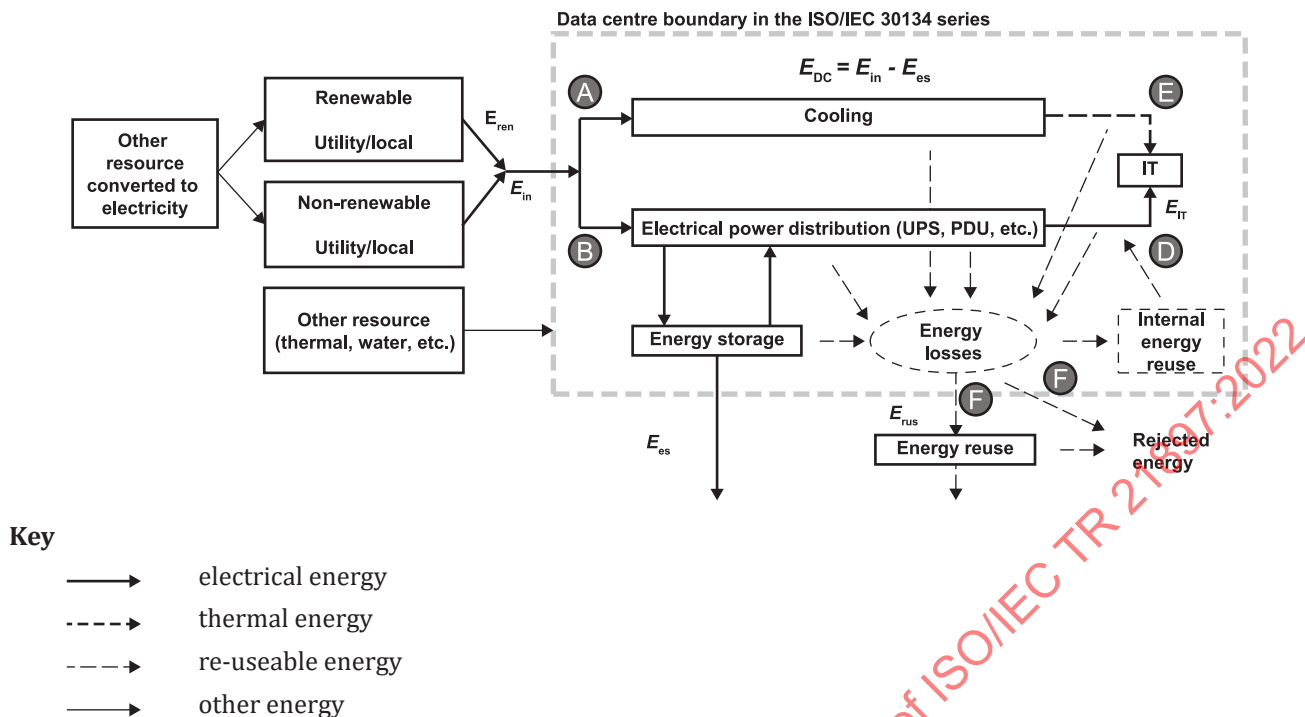 Data centre boundary in the ISO/IEC 30134 series
E_DC = E_in - E_es
A
E
Renewable
Utility/local
E_ren
Cooling
Other
resource
converted to
electricity
IT
E_in
Non-renewable
Utility/local
E_IT
Electrical power distribution (UPS, PDU, etc.)
B
D
Other resource
(thermal, water, etc.)
Energy storage
Energy
losses
Internal
energy
reuse
F
F
E_rus
E_es
Energy reuse
Rejected
energy
Key
electrical energy
thermal energy
re-useable energy
other energy
of ISO/IEC TR 21897:2022